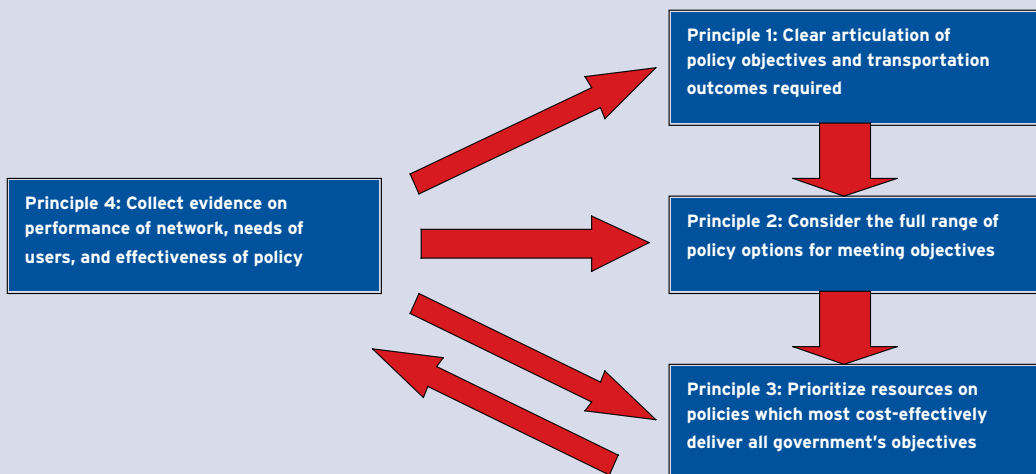 Principle 1: Clear articulation of
policy objectives and transportation
outcomes required
Principle 4: Collect evidence on
performance of network, needs of
users, and effectiveness of policy
Principle 2: Consider the full range of
policy options for meeting objectives
Principle 3: Prioritize resources on
policies which most cost-effectively
deliver all government's objectives